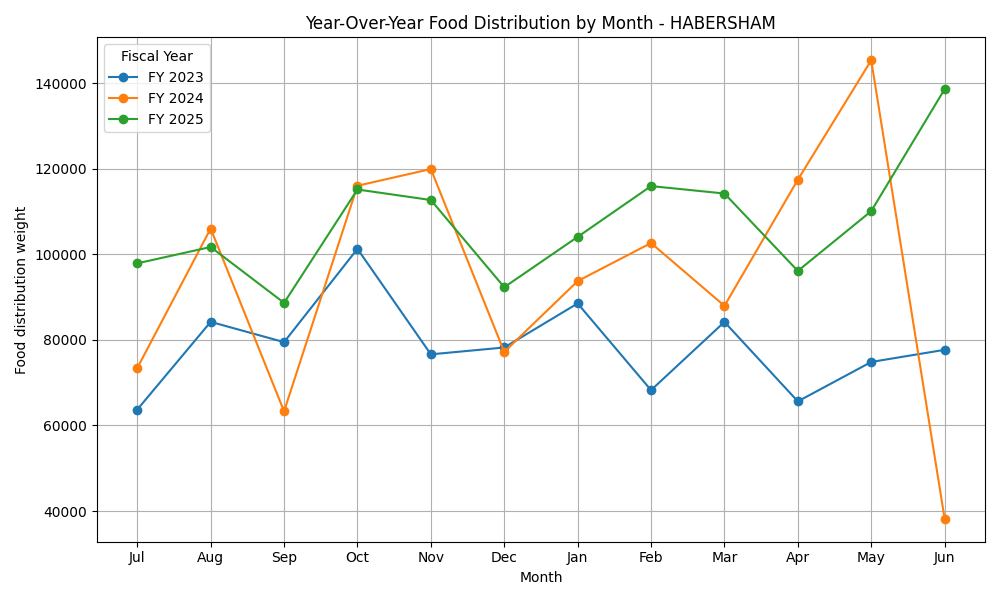 Year-Over-Year Food Distribution by Month - HABERSHAM
Fiscal Year
FY 2023
FY 2024
FY 2025
140000
120000
100000
80000
60000
40000
Food distribution weight
Jul Aug Sep Oct Nov Dec Jan Feb Mar Apr May Jun
Month